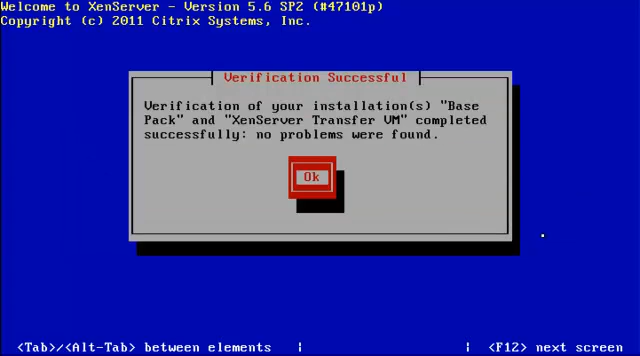 Welcome to XenServer - Version 5.6 SP2 (#47101p)
Copyright (c) 2011 Citrix Systems, Inc.
Verification Successful
Verification of your installation(s) "Base
Pack" and "XenServer Transfer VM" completed
successfully: no problems were found.
Ok
<Tab>/<Alt-Tab> between elements | | <F12> next screen